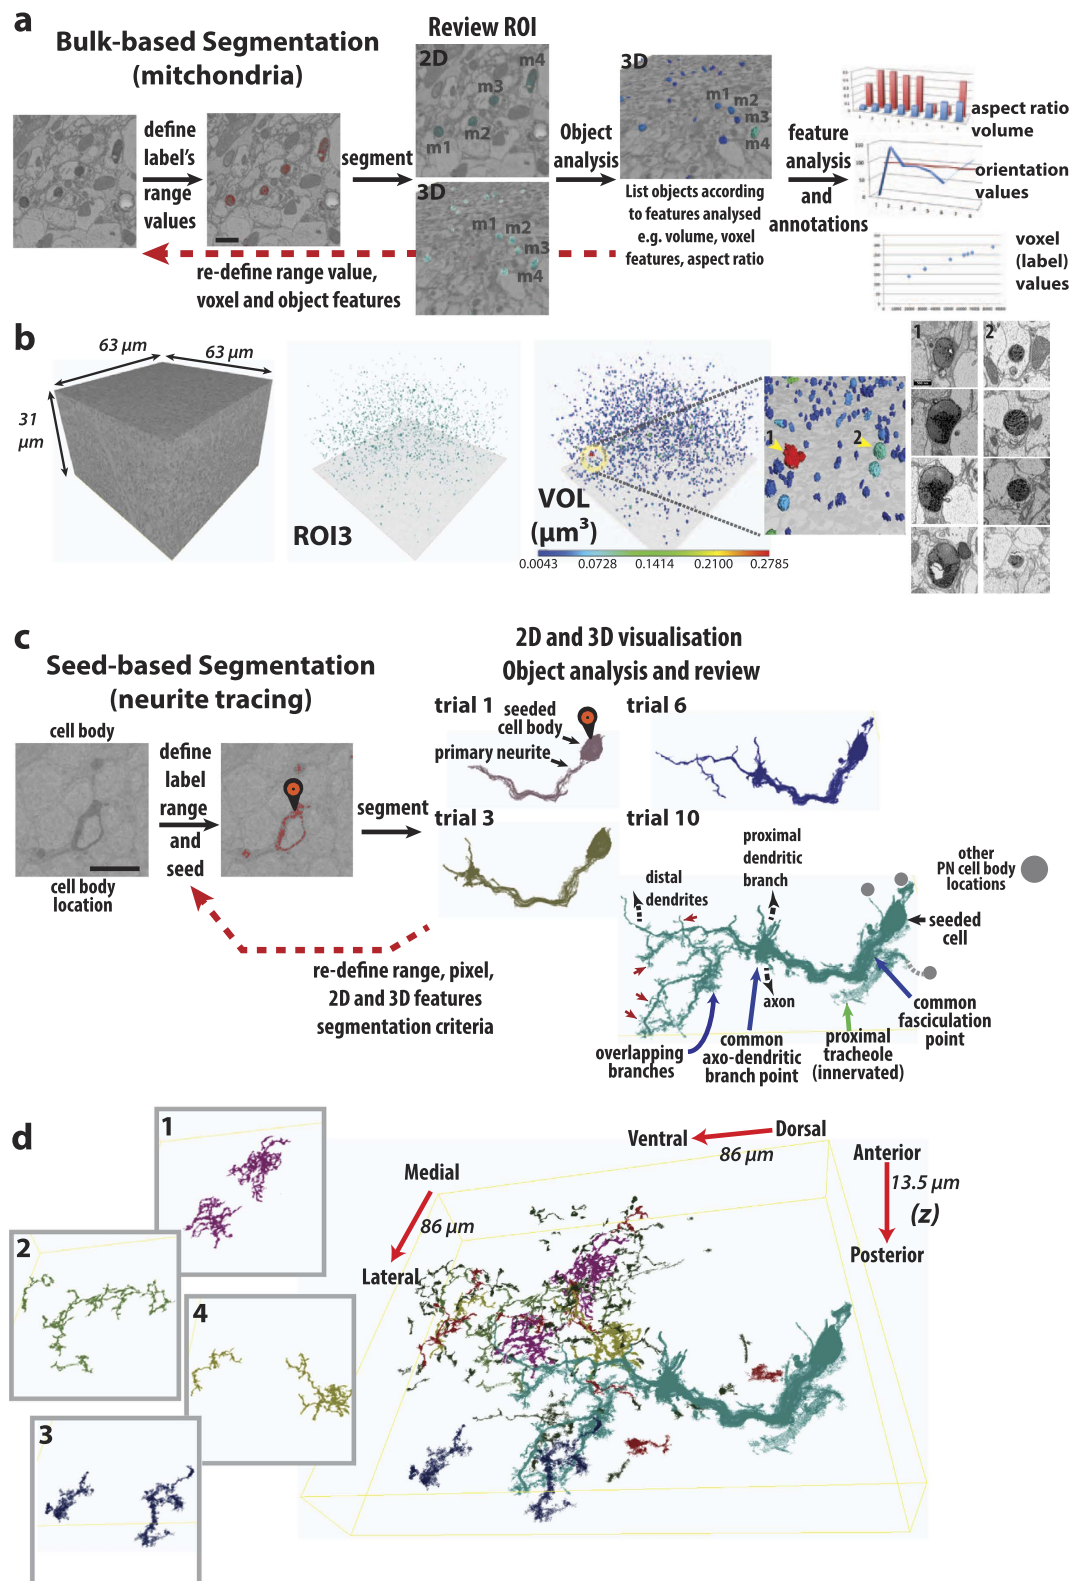 a
Bulk-based Segmentation
(mitchondria)
define
label's
range
values
segment
Review ROI
2D
m4
m3
m2
m1
3D
m1 m2
m3
m4
Object
analysis
3D
m1 m2
m3
m4
List objects according
to features analysed
e.g. volume, voxel
features, aspect ratio
feature
analysis
and
annotations
aspect ratio
volume
orientation
values
voxel
(label)
values
re-define range value,
voxel and object features
b
63 µm
63 µm
31
µm
ROI3
VOL
(µm³)
0.0043 0.0728 0.1414 0.2100 0.2785
1
2
1
2
c
Seed-based Segmentation
(neurite tracing)
cell body
cell body
location
define
label
range
and
seed
segment
2D and 3D visualisation
Object analysis and review
trial 1
seeded
cell body
primary neurite
trial 6
trial 3
trial 10
proximal
dendritic
branch
distal
dendrites
other
PN cell body
locations
seeded
cell
axon
common
fasciculation
point
proximal
tracheole
(innervated)
common
axo-dendritic
branch point
overlapping
branches
re-define range, pixel,
2D and 3D features
segmentation criteria
d
1
2
4
3
Medial
86 µm
Lateral
Ventral
Dorsal
86 µm
Anterior
13.5 µm
(z)
Posterior